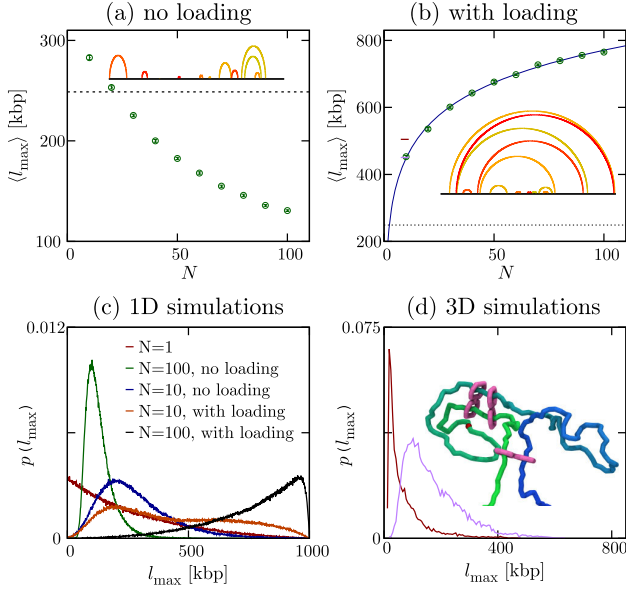 (a) no loading
⟨l_max⟩ [kbp]
300
200
100
0
50
100
N
(b) with loading
⟨l_max⟩ [kbp]
800
600
400
200
0
50
100
N
(c) 1D simulations
p (l_max)
0.012
0
N=1
N=100, no loading
N=10, no loading
N=10, with loading
N=100, with loading
0
500
1000
l_max [kbp]
(d) 3D simulations
p (l_max)
0.075
0
0
400
800
l_max [kbp]